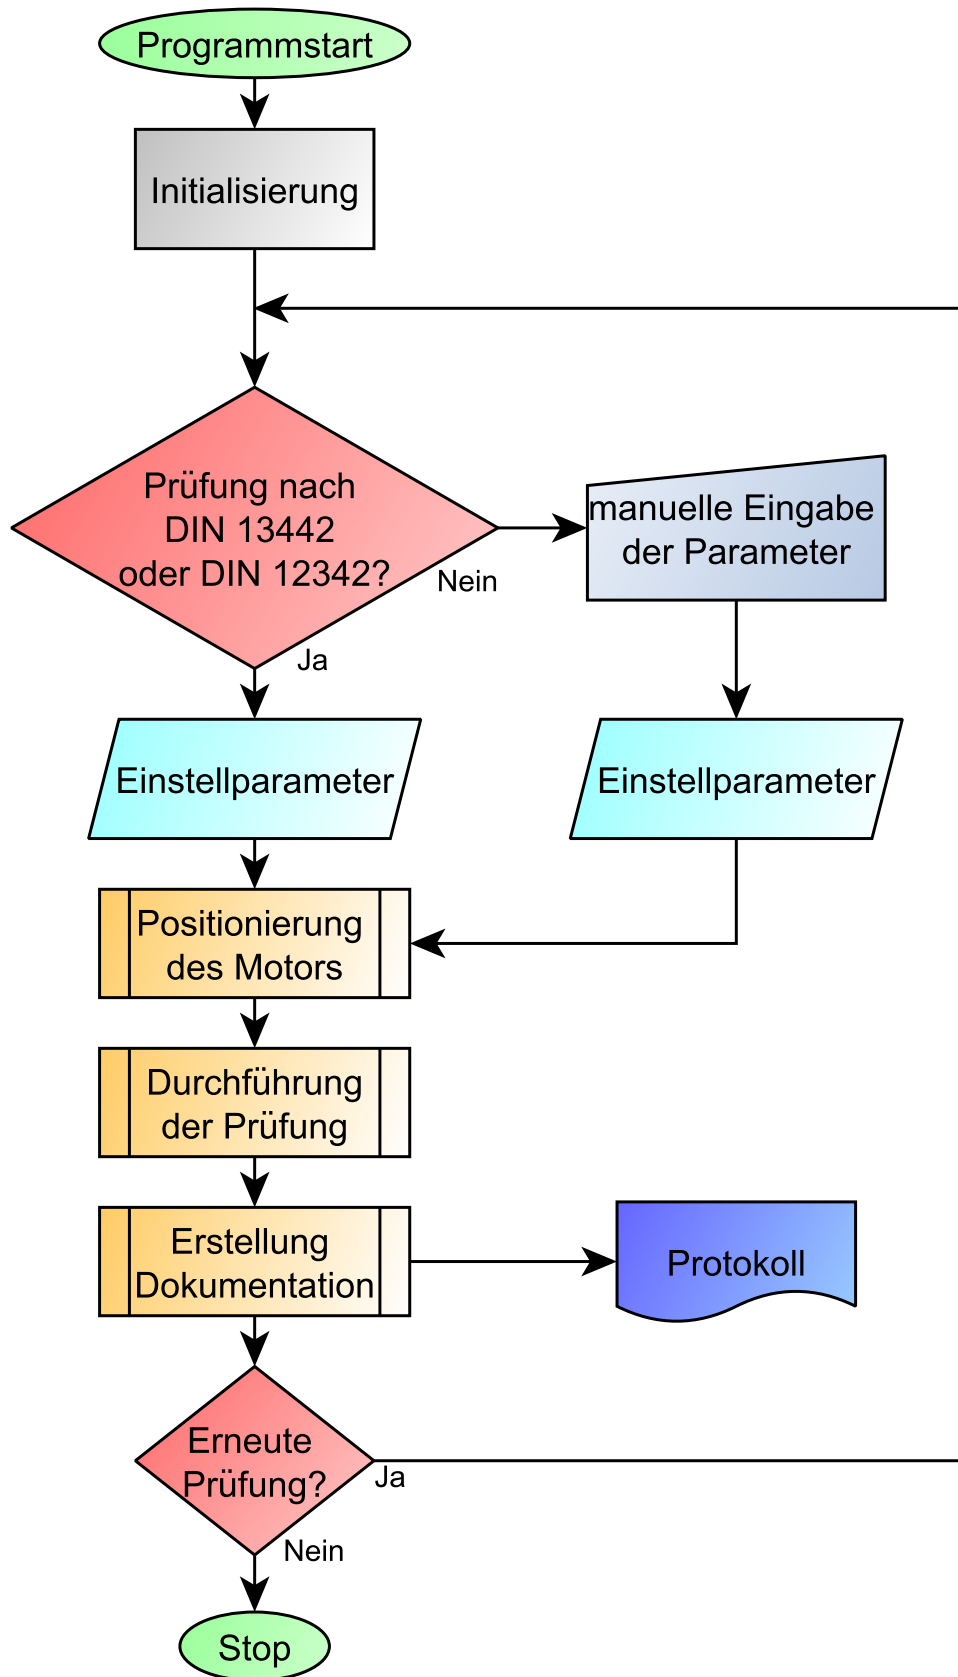 Programmstart
Initialisierung
Prüfung nach
DIN 13442
oder DIN 12342?
Nein
manuelle Eingabe
der Parameter
Ja
Einstellparameter
Einstellparameter
Positionierung
des Motors
Durchführung
der Prüfung
Erstellung
Dokumentation
Protokoll
Erneute
Prüfung?
Ja
Nein
Stop